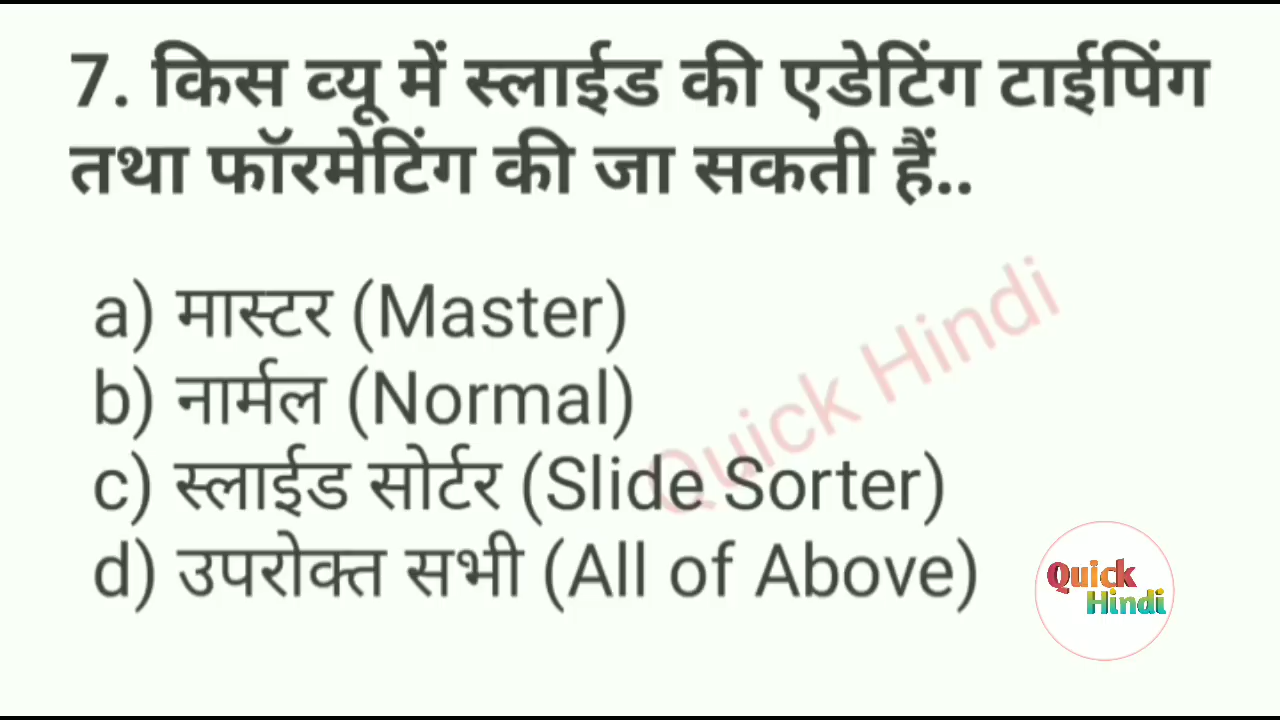 7. किस व्यू में स्लाईड की एडेटिंग टाईपिंग
तथा फॉरमेटिंग की जा सकती हैं..
a) मास्टर (Master)
b) नार्मल (Normal)
c) स्लाईड सोर्टर (Slide Sorter)
d) उपरोक्त सभी (All of Above)
Quick Hindi
Quick
Hindi